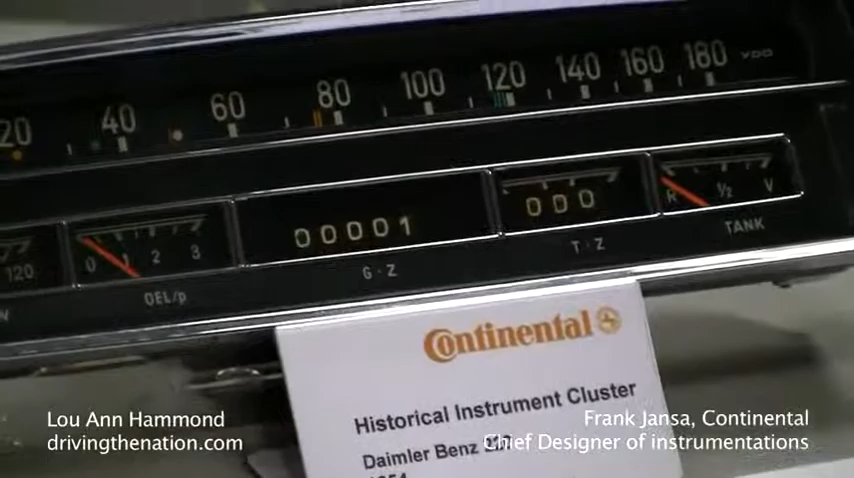 20 40 60 80 100 120 140 160 180 VDO
120 0 1 2 3 00001 000 R 1/2 V
OEL/p G·Z T·Z TANK
Continental
Historical Instrument Cluster
Daimler Benz
Lou Ann Hammond
drivingthenation.com
Frank Jansa, Continental
Chief Designer of instrumentations